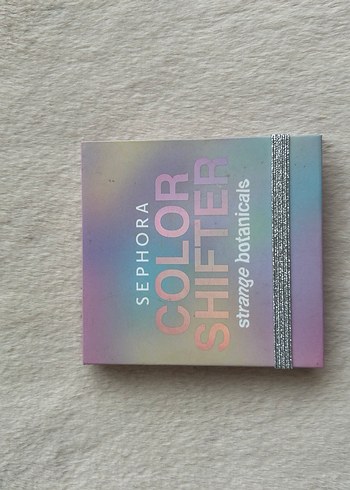 SEPHORA
COLOR
SHIFTER
strange botanicals